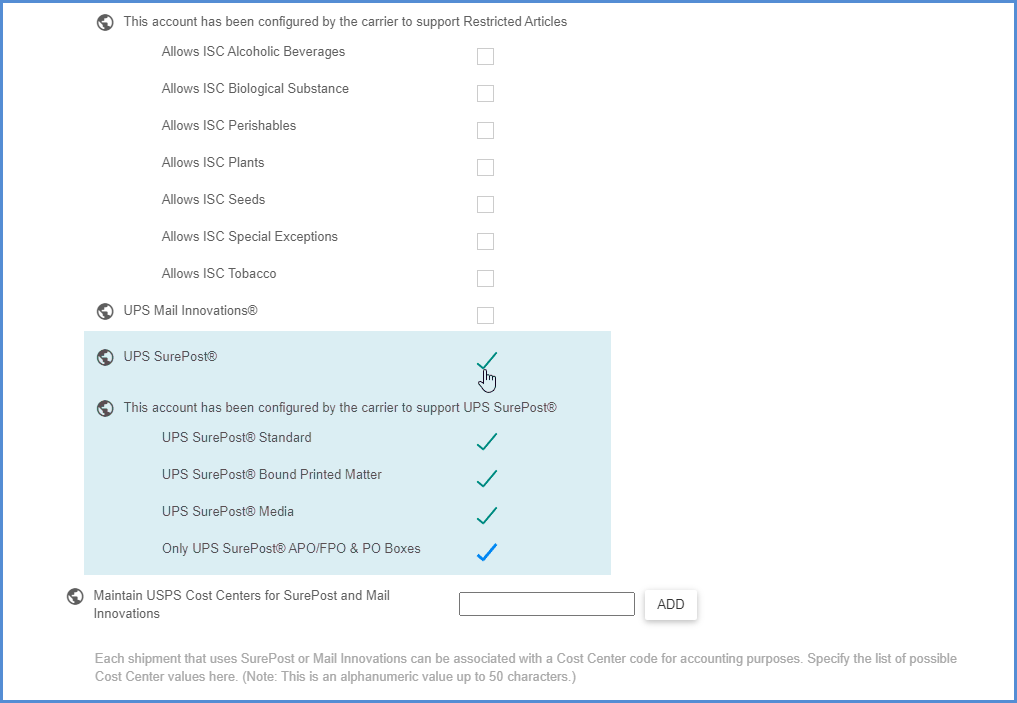 This account has been configured by the carrier to support Restricted Articles
Allows ISC Alcoholic Beverages
Allows ISC Biological Substance
Allows ISC Perishables
Allows ISC Plants
Allows ISC Seeds
Allows ISC Special Exceptions
Allows ISC Tobacco
UPS Mail Innovations®
UPS SurePost®
This account has been configured by the carrier to support UPS SurePost®
UPS SurePost® Standard
UPS SurePost® Bound Printed Matter
UPS SurePost® Media
Only UPS SurePost® APO/FPO & PO Boxes
Maintain USPS Cost Centers for SurePost and Mail
Innovations
ADD
Each shipment that uses SurePost or Mail Innovations can be associated with a Cost Center code for accounting purposes. Specify the list of possible
Cost Center values here. (Note: This is an alphanumeric value up to 50 characters.)